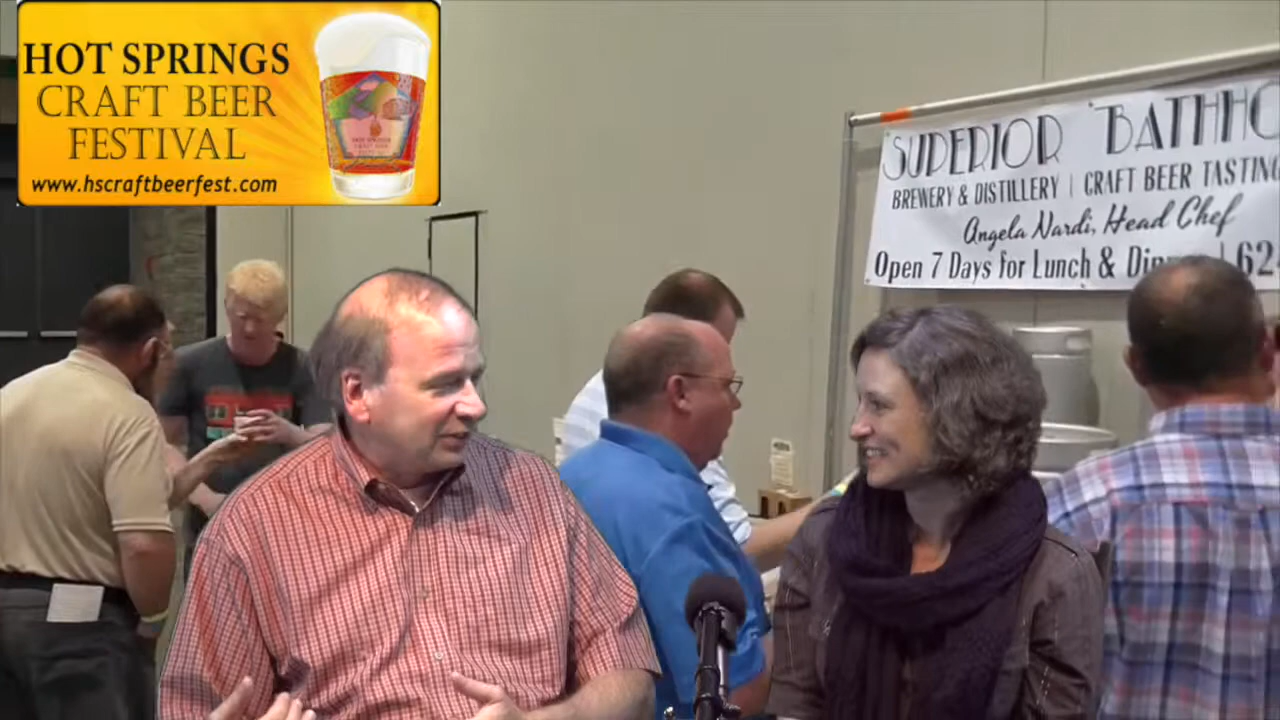 HOT SPRINGS
CRAFT BEER
FESTIVAL
www.hscraftbeerfest.com
SUPERIOR BATHHO
BREWERY & DISTILLERY | CRAFT BEER TASTING
Angela Nardi, Head Chef
Open 7 Days for Lunch & | 62